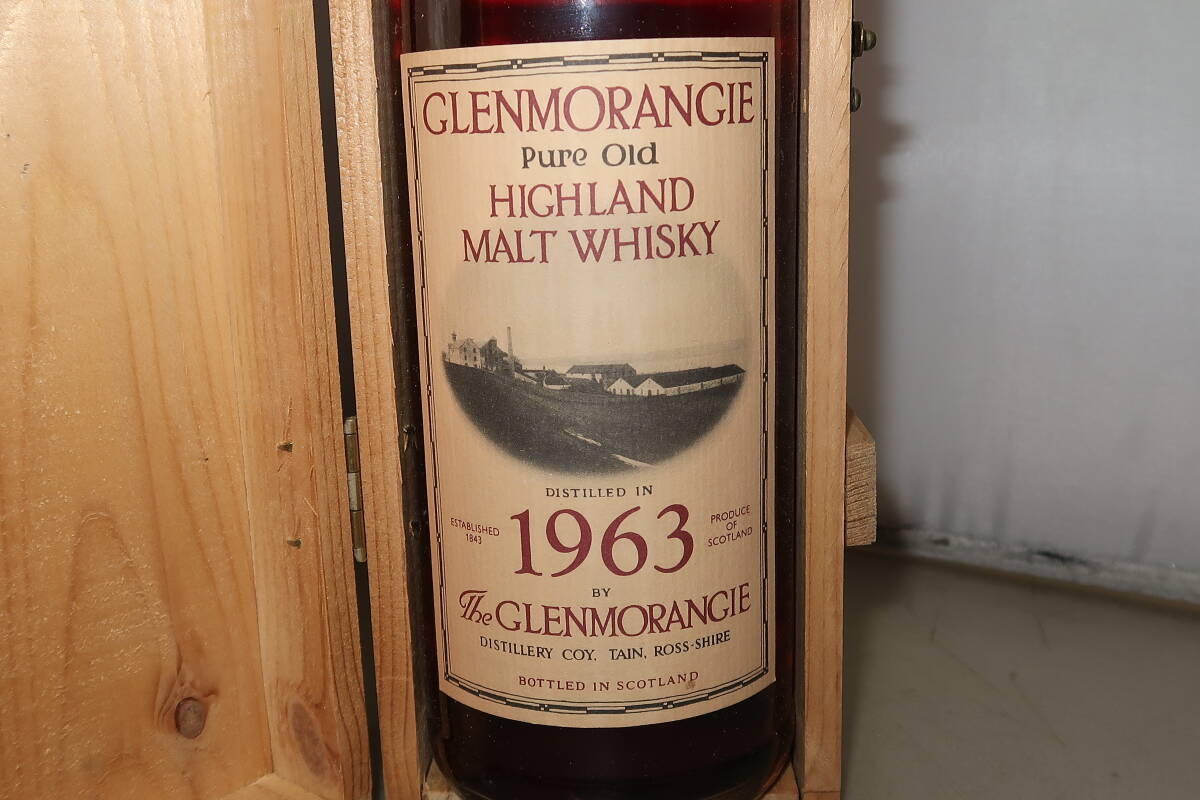 GLENMORANGIE
Pure Old
HIGHLAND
MALT WHISKY
DISTILLED IN
ESTABLISHED
1843
1963
PRODUCE
OF
SCOTLAND
BY
The GLENMORANGIE
DISTILLERY COY, TAIN, ROSS-SHIRE
BOTTLED IN SCOTLAND